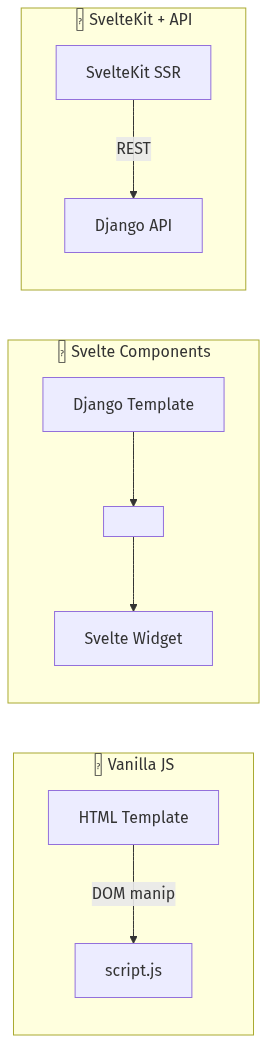 SvelteKit + API
SvelteKit SSR
REST
Django API
Svelte Components
Django Template
Svelte Widget
Vanilla JS
HTML Template
DOM manip
script.js